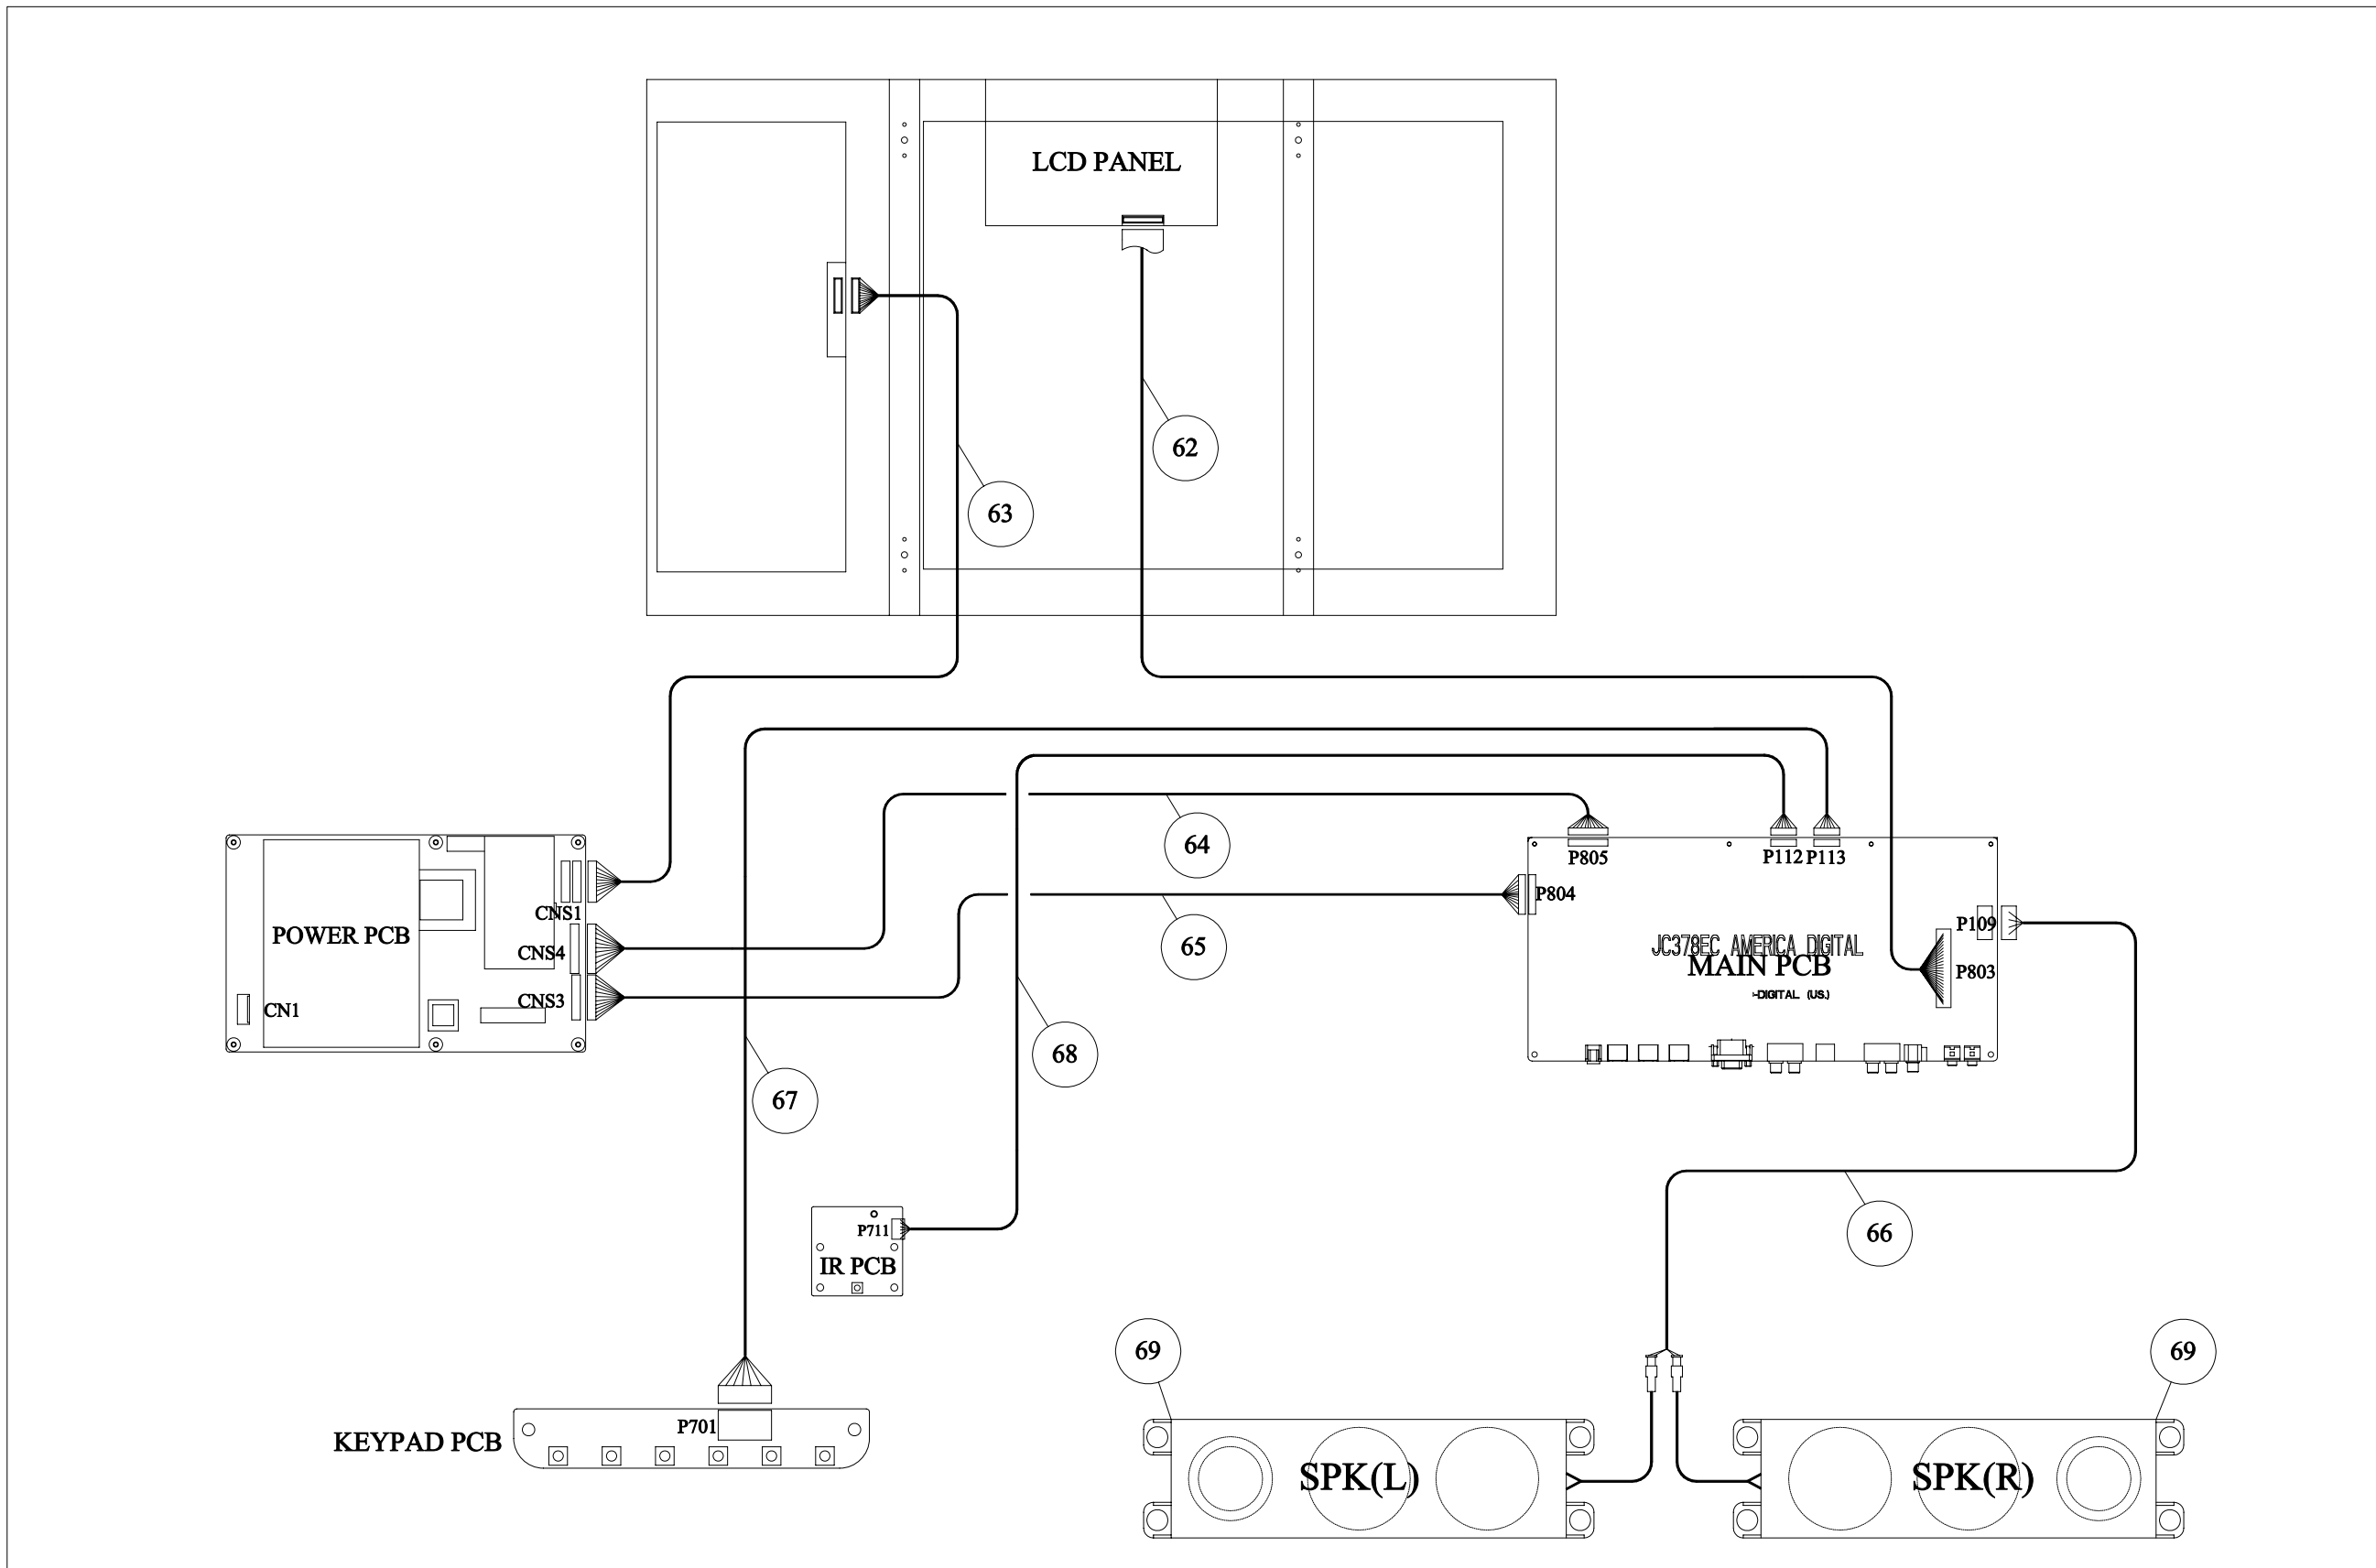 LCD PANEL
62
63
64
P805
P112
P113
P804
CNS1
POWER PCB
CNS4
65
P109
JC378EC AMERICA DIGITAL
MAIN PCB
P803
-DIGITAL (US.)
CNS3
CN1
68
67
P711
IR PCB
66
69
69
P701
KEYPAD PCB
SPK(L)
SPK(R)